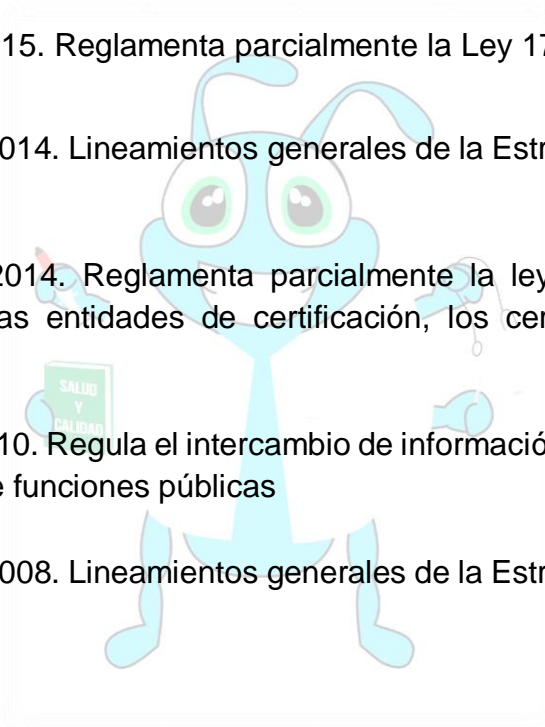 15. Reglamenta parcialmente la Ley 17
014. Lineamientos generales de la Estr
2014. Reglamenta parcialmente la ley
as entidades de certificación, los cer
SALUD
Y
CALIDAD
10. Regula el intercambio de informació
e funciones públicas
008. Lineamientos generales de la Estr